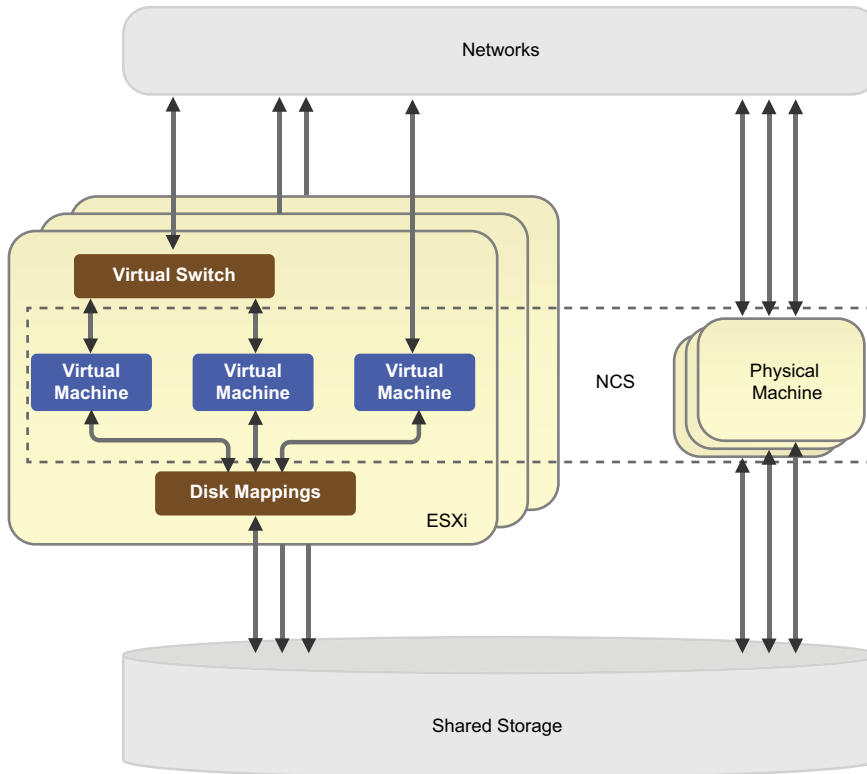 Networks
Virtual Switch
Virtual
Machine
Virtual
Machine
Virtual
Machine
NCS
Physical
Machine
Disk Mappings
ESXi
Shared Storage